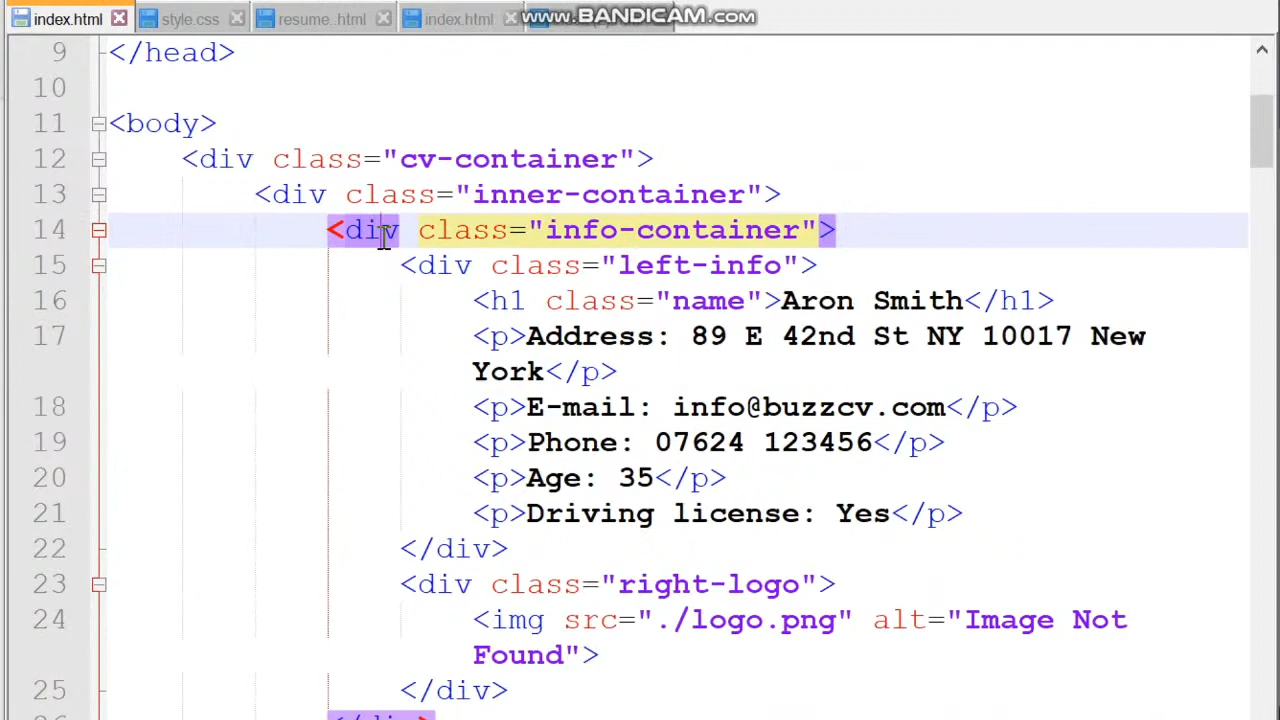 index.html style.css resume..html index.html
www.BANDICAM.com
9 </head>
10
11 <body>
12 <div class="cv-container">
13 <div class="inner-container">
14 <div class="info-container">
15 <div class="left-info">
16 <h1 class="name">Aron Smith</h1>
17 <p>Address: 89 E 42nd St NY 10017 New
York</p>
18 <p>E-mail: info@buzzcv.com</p>
19 <p>Phone: 07624 123456</p>
20 <p>Age: 35</p>
21 <p>Driving license: Yes</p>
22 </div>
23 <div class="right-logo">
24 <img src="./logo.png" alt="Image Not
Found">
25 </div>